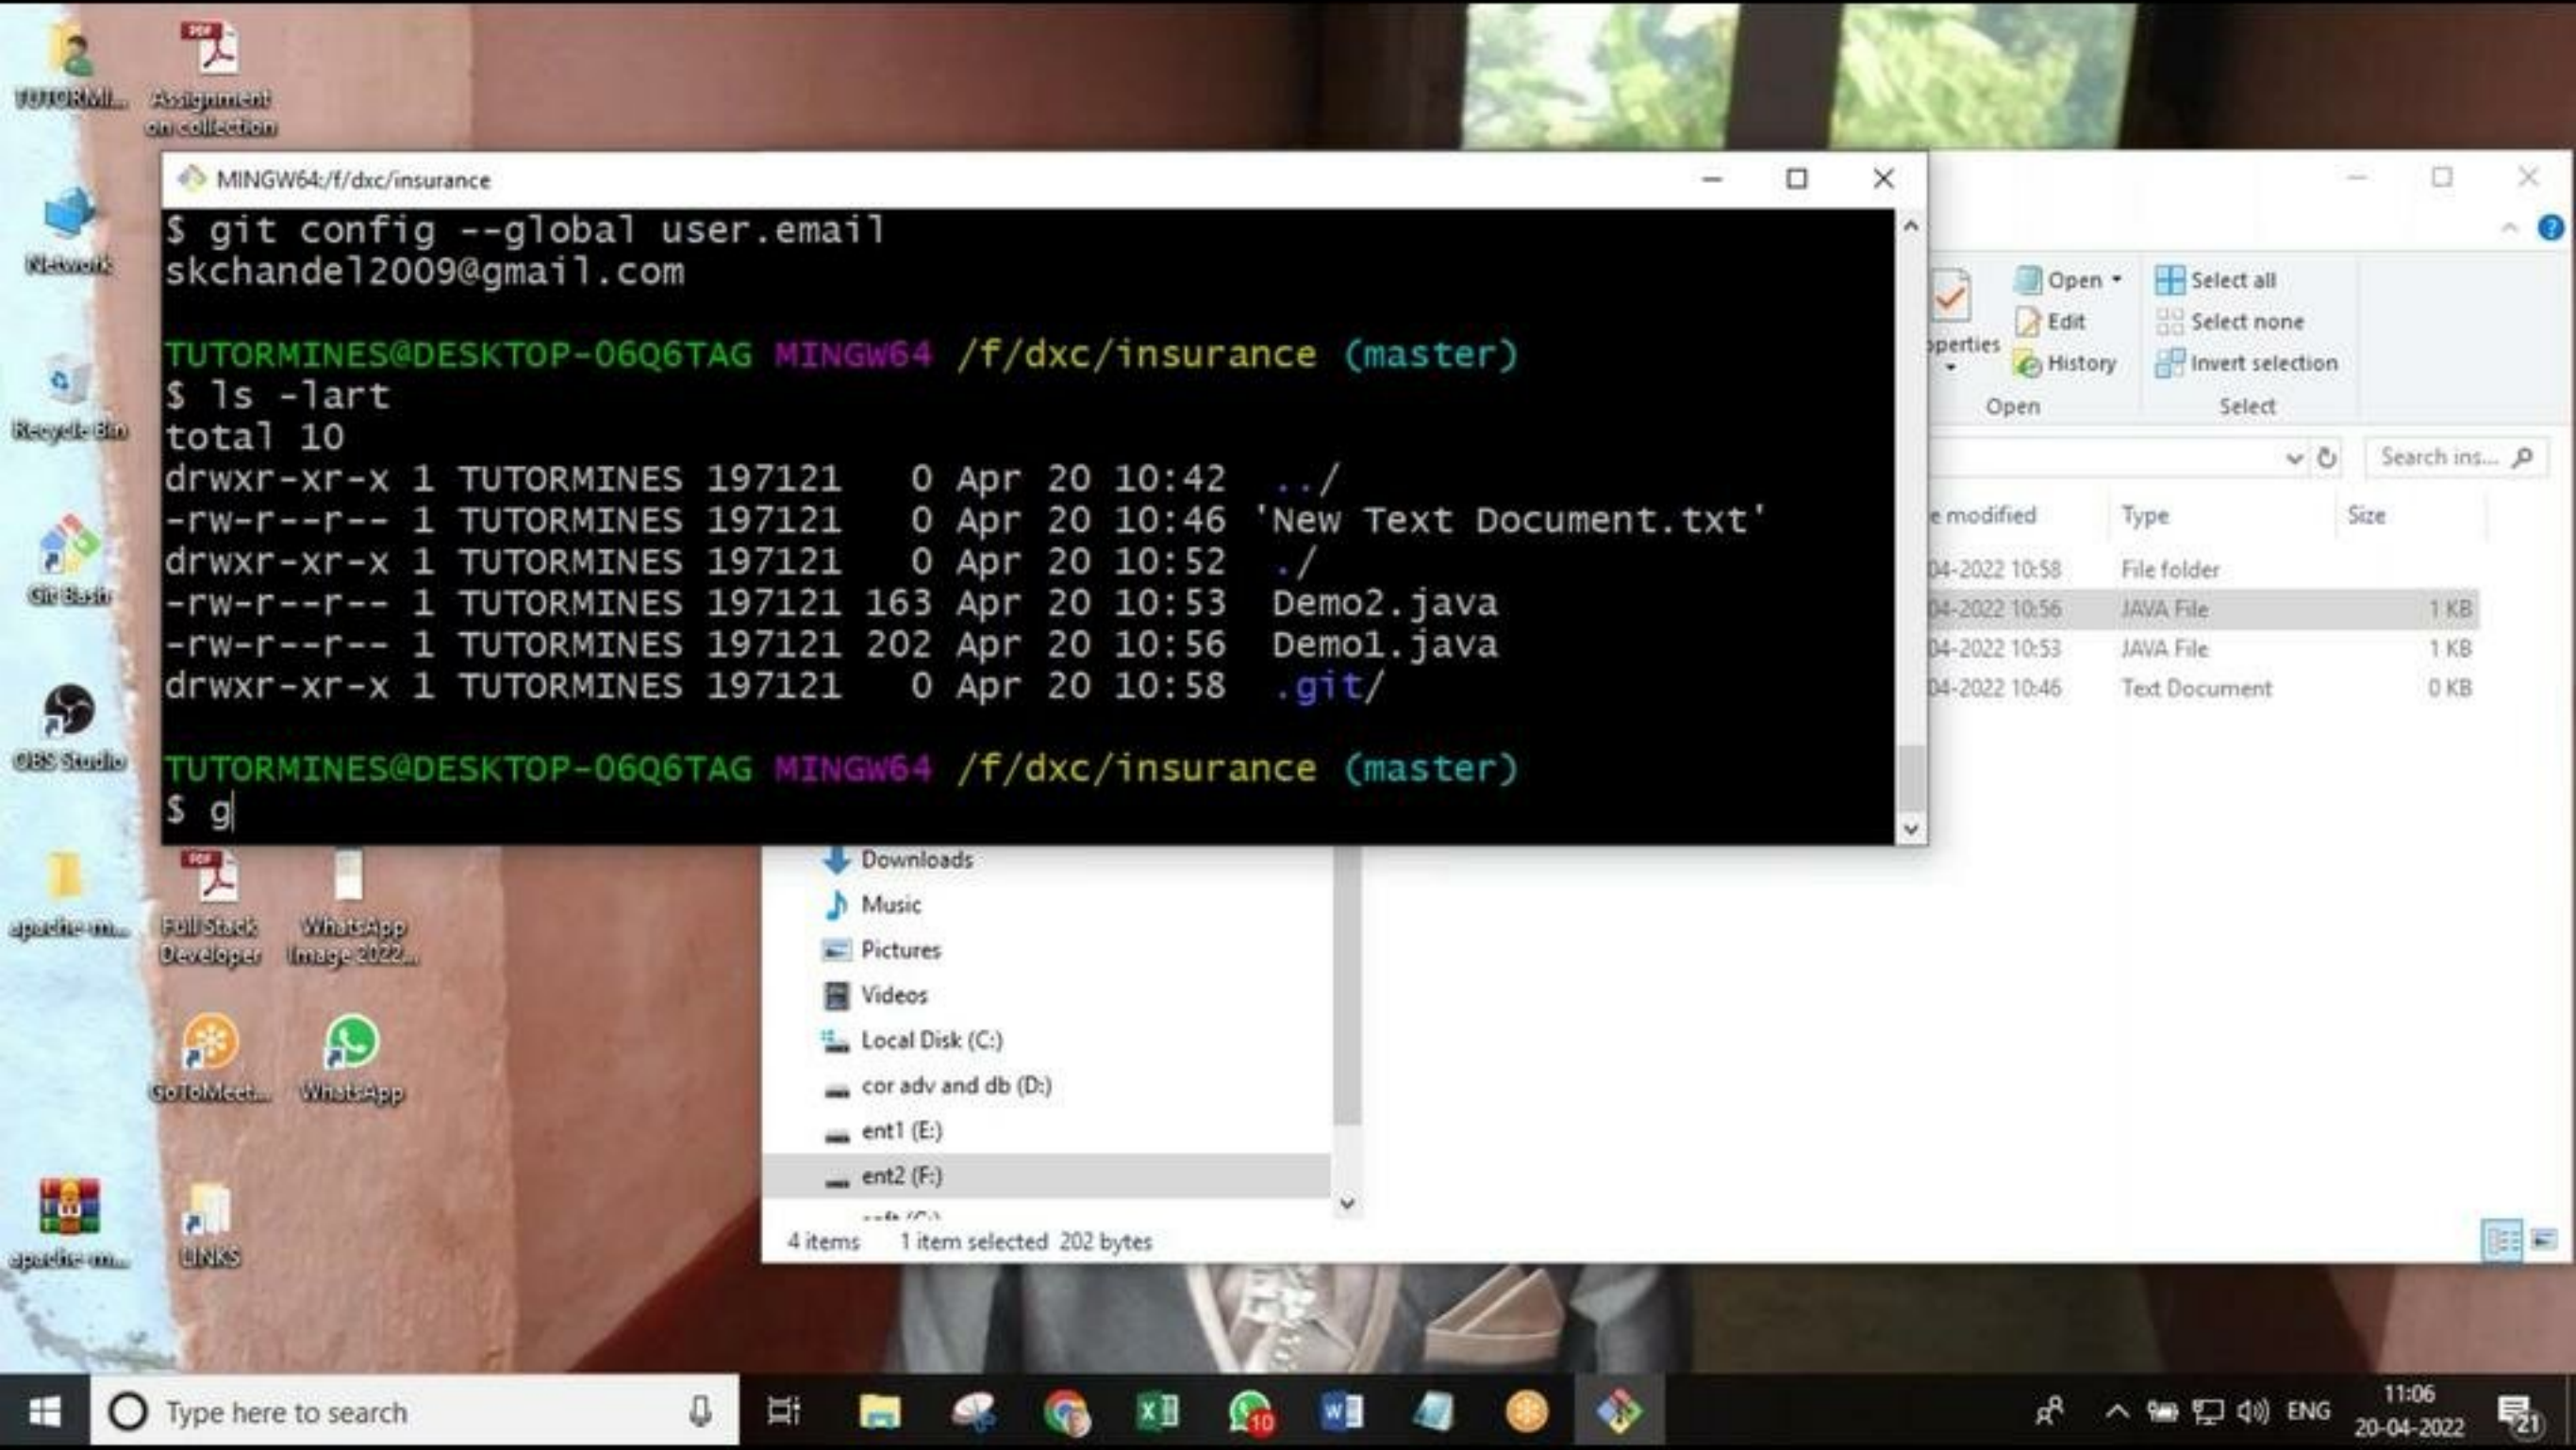 TUTORMI...
Assignment
on collection
Network
Recycle Bin
Git Bash
OBS Studio
apache-m...
Full Stack
Developer
WhatsApp
Image 2022...
GoToMeet...
WhatsApp
apache-m...
LINKS
MINGW64:/f/dxc/insurance
$ git config --global user.email
skchandel2009@gmail.com
TUTORMINES@DESKTOP-06Q6TAG MINGW64 /f/dxc/insurance (master)
$ ls -lart
total 10
drwxr-xr-x 1 TUTORMINES 197121   0 Apr 20 10:42  ../
-rw-r--r-- 1 TUTORMINES 197121   0 Apr 20 10:46 'New Text Document.txt'
drwxr-xr-x 1 TUTORMINES 197121   0 Apr 20 10:52  ./
-rw-r--r-- 1 TUTORMINES 197121 163 Apr 20 10:53  Demo2.java
-rw-r--r-- 1 TUTORMINES 197121 202 Apr 20 10:56  Demo1.java
drwxr-xr-x 1 TUTORMINES 197121   0 Apr 20 10:58  .git/
TUTORMINES@DESKTOP-06Q6TAG MINGW64 /f/dxc/insurance (master)
$ g
Open
Select all
Edit
Select none
operties
History
Invert selection
Open
Select
Search ins...
e modified Type Size
04-2022 10:58 File folder
04-2022 10:56 JAVA File 1 KB
04-2022 10:53 JAVA File 1 KB
04-2022 10:46 Text Document 0 KB
Downloads
Music
Pictures
Videos
Local Disk (C:)
cor adv and db (D:)
ent1 (E:)
ent2 (F:)
4 items 1 item selected 202 bytes
Type here to search
10
ENG
11:06
20-04-2022
21